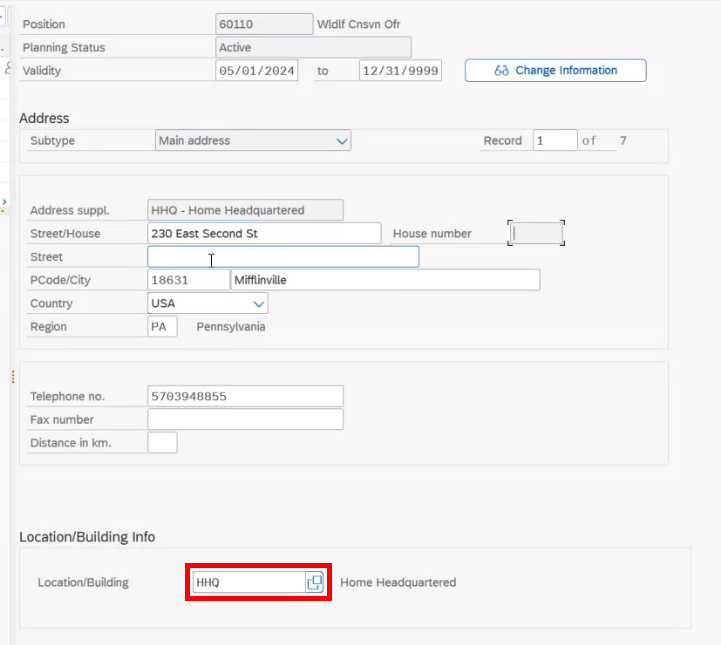 Position 60110 Wldlf Cnsvn Ofr
Planning Status Active
Validity 05/01/2024 to 12/31/9999 Change Information
Address
Subtype Main address Record 1 of 7
Address suppl. HHQ - Home Headquartered
Street/House 230 East Second St House number
Street
PCode/City 18631 Mifflinville
Country USA
Region PA Pennsylvania
Telephone no. 5703948855
Fax number
Distance in km.
Location/Building Info
Location/Building HHQ Home Headquartered